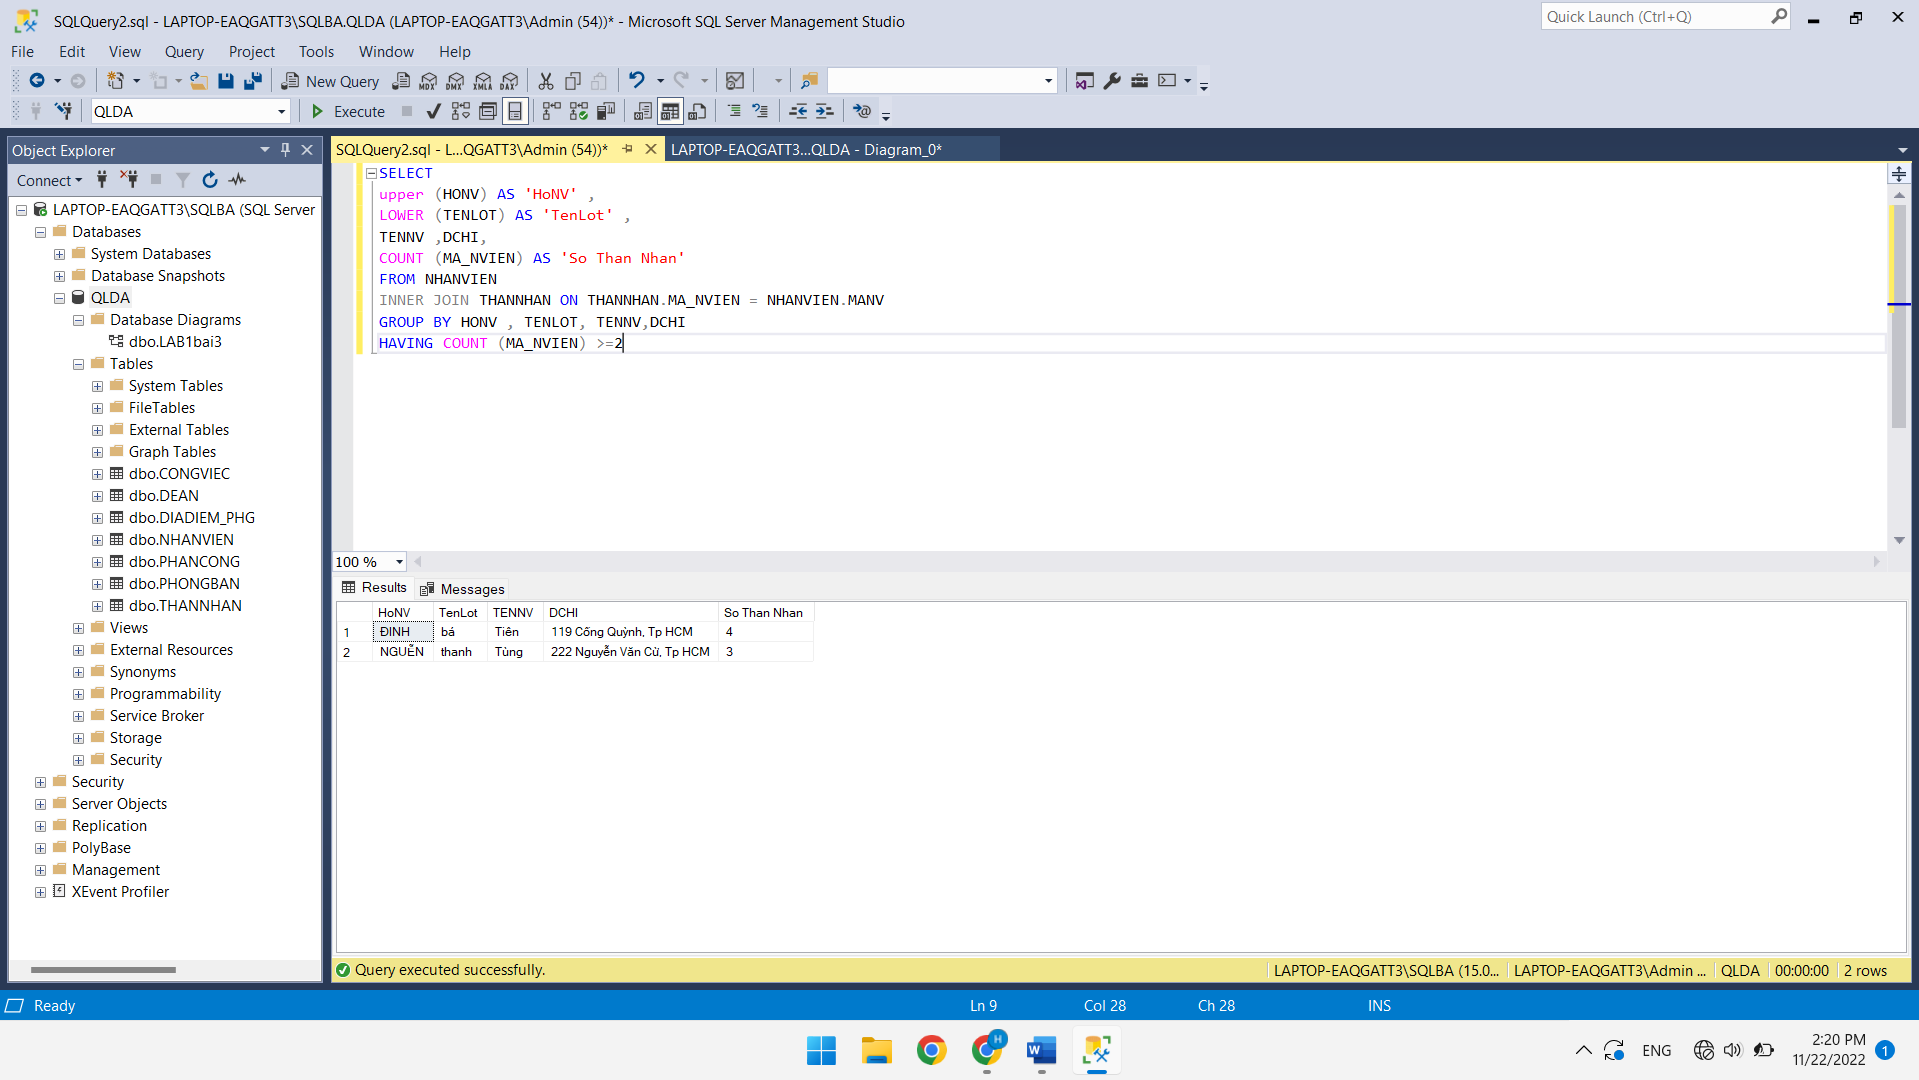 SQLQuery2.sql - LAPTOP-EAQGATT3\SQLBA.QLDA (LAPTOP-EAQGATT3\Admin (54))* - Microsoft SQL Server Management Studio
Quick Launch (Ctrl+Q)
File Edit View Query Project Tools Window Help
New Query MDX DMX XMLA DAX
QLDA Execute
Object Explorer
SQLQuery2.sql - L...QGATT3\Admin (54))*
LAPTOP-EAQGATT3...QLDA - Diagram_0*
Connect
LAPTOP-EAQGATT3\SQLBA (SQL Server
Databases
System Databases
Database Snapshots
QLDA
Database Diagrams
dbo.LAB1bai3
Tables
System Tables
FileTables
External Tables
Graph Tables
dbo.CONGVIEC
dbo.DEAN
dbo.DIADIEM_PHG
dbo.NHANVIEN
dbo.PHANCONG
dbo.PHONGBAN
dbo.THANNHAN
Views
External Resources
Synonyms
Programmability
Service Broker
Storage
Security
Security
Server Objects
Replication
PolyBase
Management
XEvent Profiler
SELECT
upper (HONV) AS 'HoNV' ,
LOWER (TENLOT) AS 'TenLot' ,
TENNV ,DCHI,
COUNT (MA_NVIEN) AS 'So Than Nhan'
FROM NHANVIEN
INNER JOIN THANNHAN ON THANNHAN.MA_NVIEN = NHANVIEN.MANV
GROUP BY HONV , TENLOT, TENNV,DCHI
HAVING COUNT (MA_NVIEN) >=2
100 %
Results Messages
HoNV TenLot TENNV DCHI So Than Nhan
1 ĐINH bá Tiên 119 Cống Quỳnh, Tp HCM 4
2 NGUỄN thanh Tùng 222 Nguyễn Văn Cừ, Tp HCM 3
Query executed successfully.
LAPTOP-EAQGATT3\SQLBA (15.0... LAPTOP-EAQGATT3\Admin ... QLDA 00:00:00 2 rows
Ready Ln 9 Col 28 Ch 28 INS
H
W
ENG
2:20 PM
11/22/2022
1